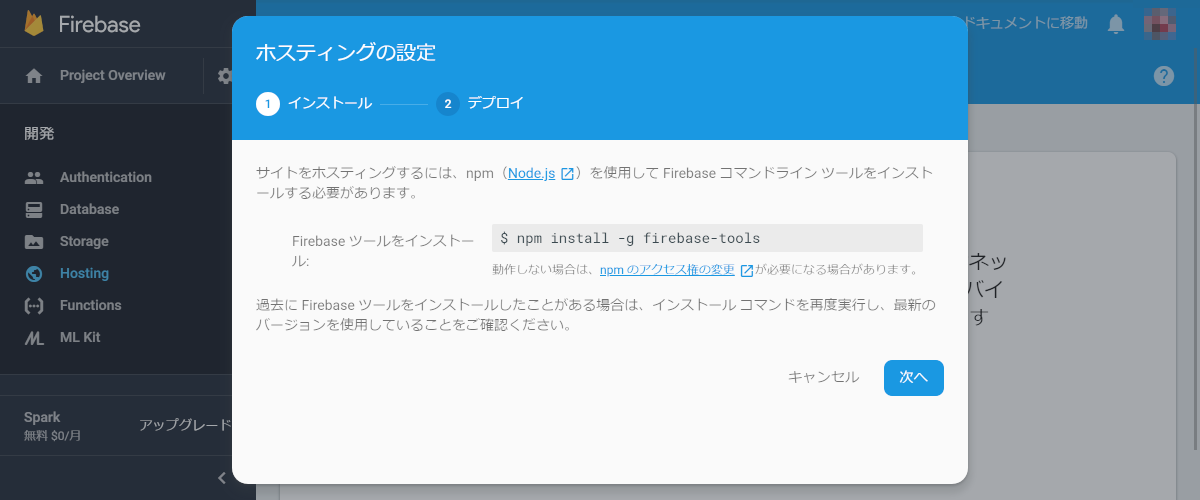 Firebase
Project Overview
開発
Authentication
Database
Storage
Hosting
Functions
ML Kit
Spark
無料 $0/月
アップグレード
ドキュメントに移動
ホスティングの設定
1 インストール
2 デプロイ
サイトをホスティングするには、npm（Node.js）を使用して Firebase コマンドライン ツールをインスト
ールする必要があります。
Firebase ツールをインストー
ル:
$ npm install -g firebase-tools
動作しない場合は、npm のアクセス権の変更が必要になる場合があります。
過去に Firebase ツールをインストールしたことがある場合は、インストール コマンドを再度実行し、最新の
バージョンを使用していることをご確認ください。
キャンセル
次へ
ネッ
バイ
す